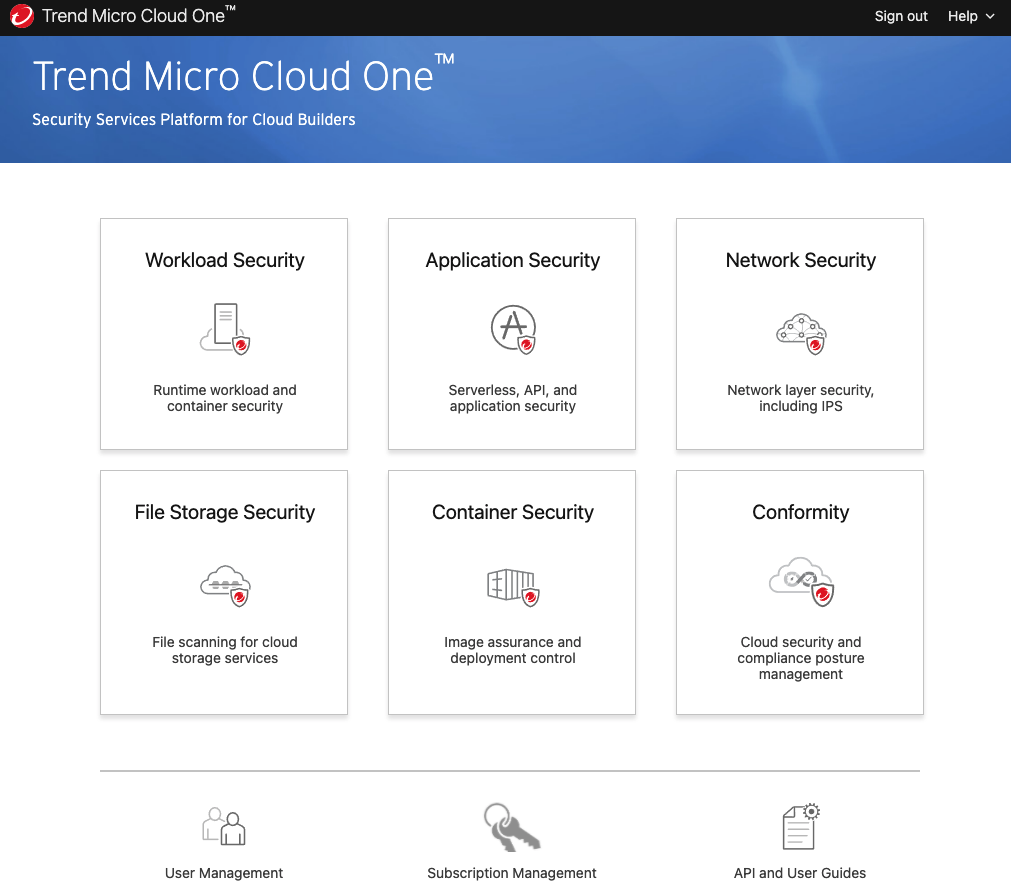 Trend Micro Cloud One™
Sign out
Help
Trend Micro Cloud One™
Security Services Platform for Cloud Builders
Workload Security
Runtime workload and
container security
Application Security
Serverless, API, and
application security
Network Security
Network layer security,
including IPS
File Storage Security
File scanning for cloud
storage services
Container Security
Image assurance and
deployment control
Conformity
Cloud security and
compliance posture
management
User Management
Subscription Management
API and User Guides